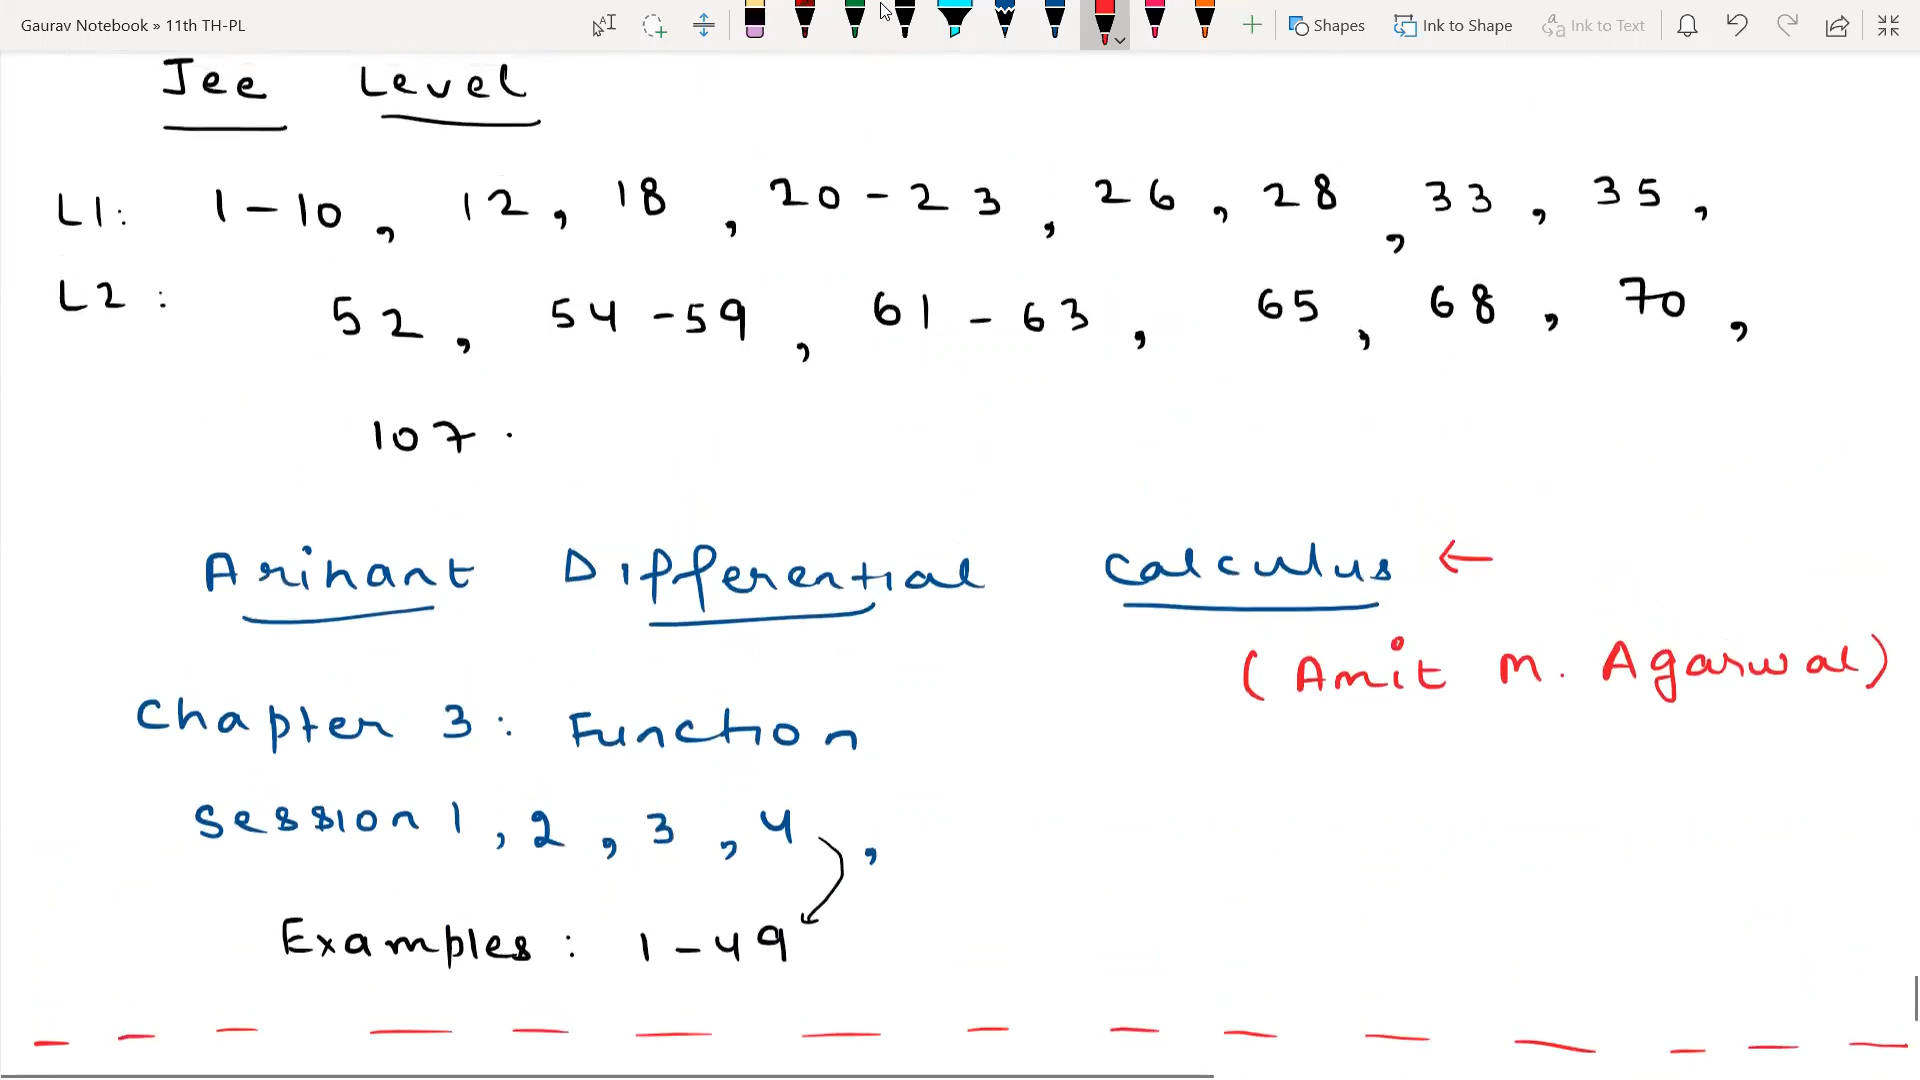 Gaurav Notebook » 11th TH-PL
Shapes
Ink to Shape
Ink to Text
Jee Level
L1: 1-10, 12, 18, 20-23, 26, 28, 33, 35,
L2: 52, 54-59, 61-63, 65, 68, 70,
107.
Arihant Differential Calculus ←
(Amit M. Agarwal)
Chapter 3: Function
Session 1, 2, 3, 4,
Examples: 1-49